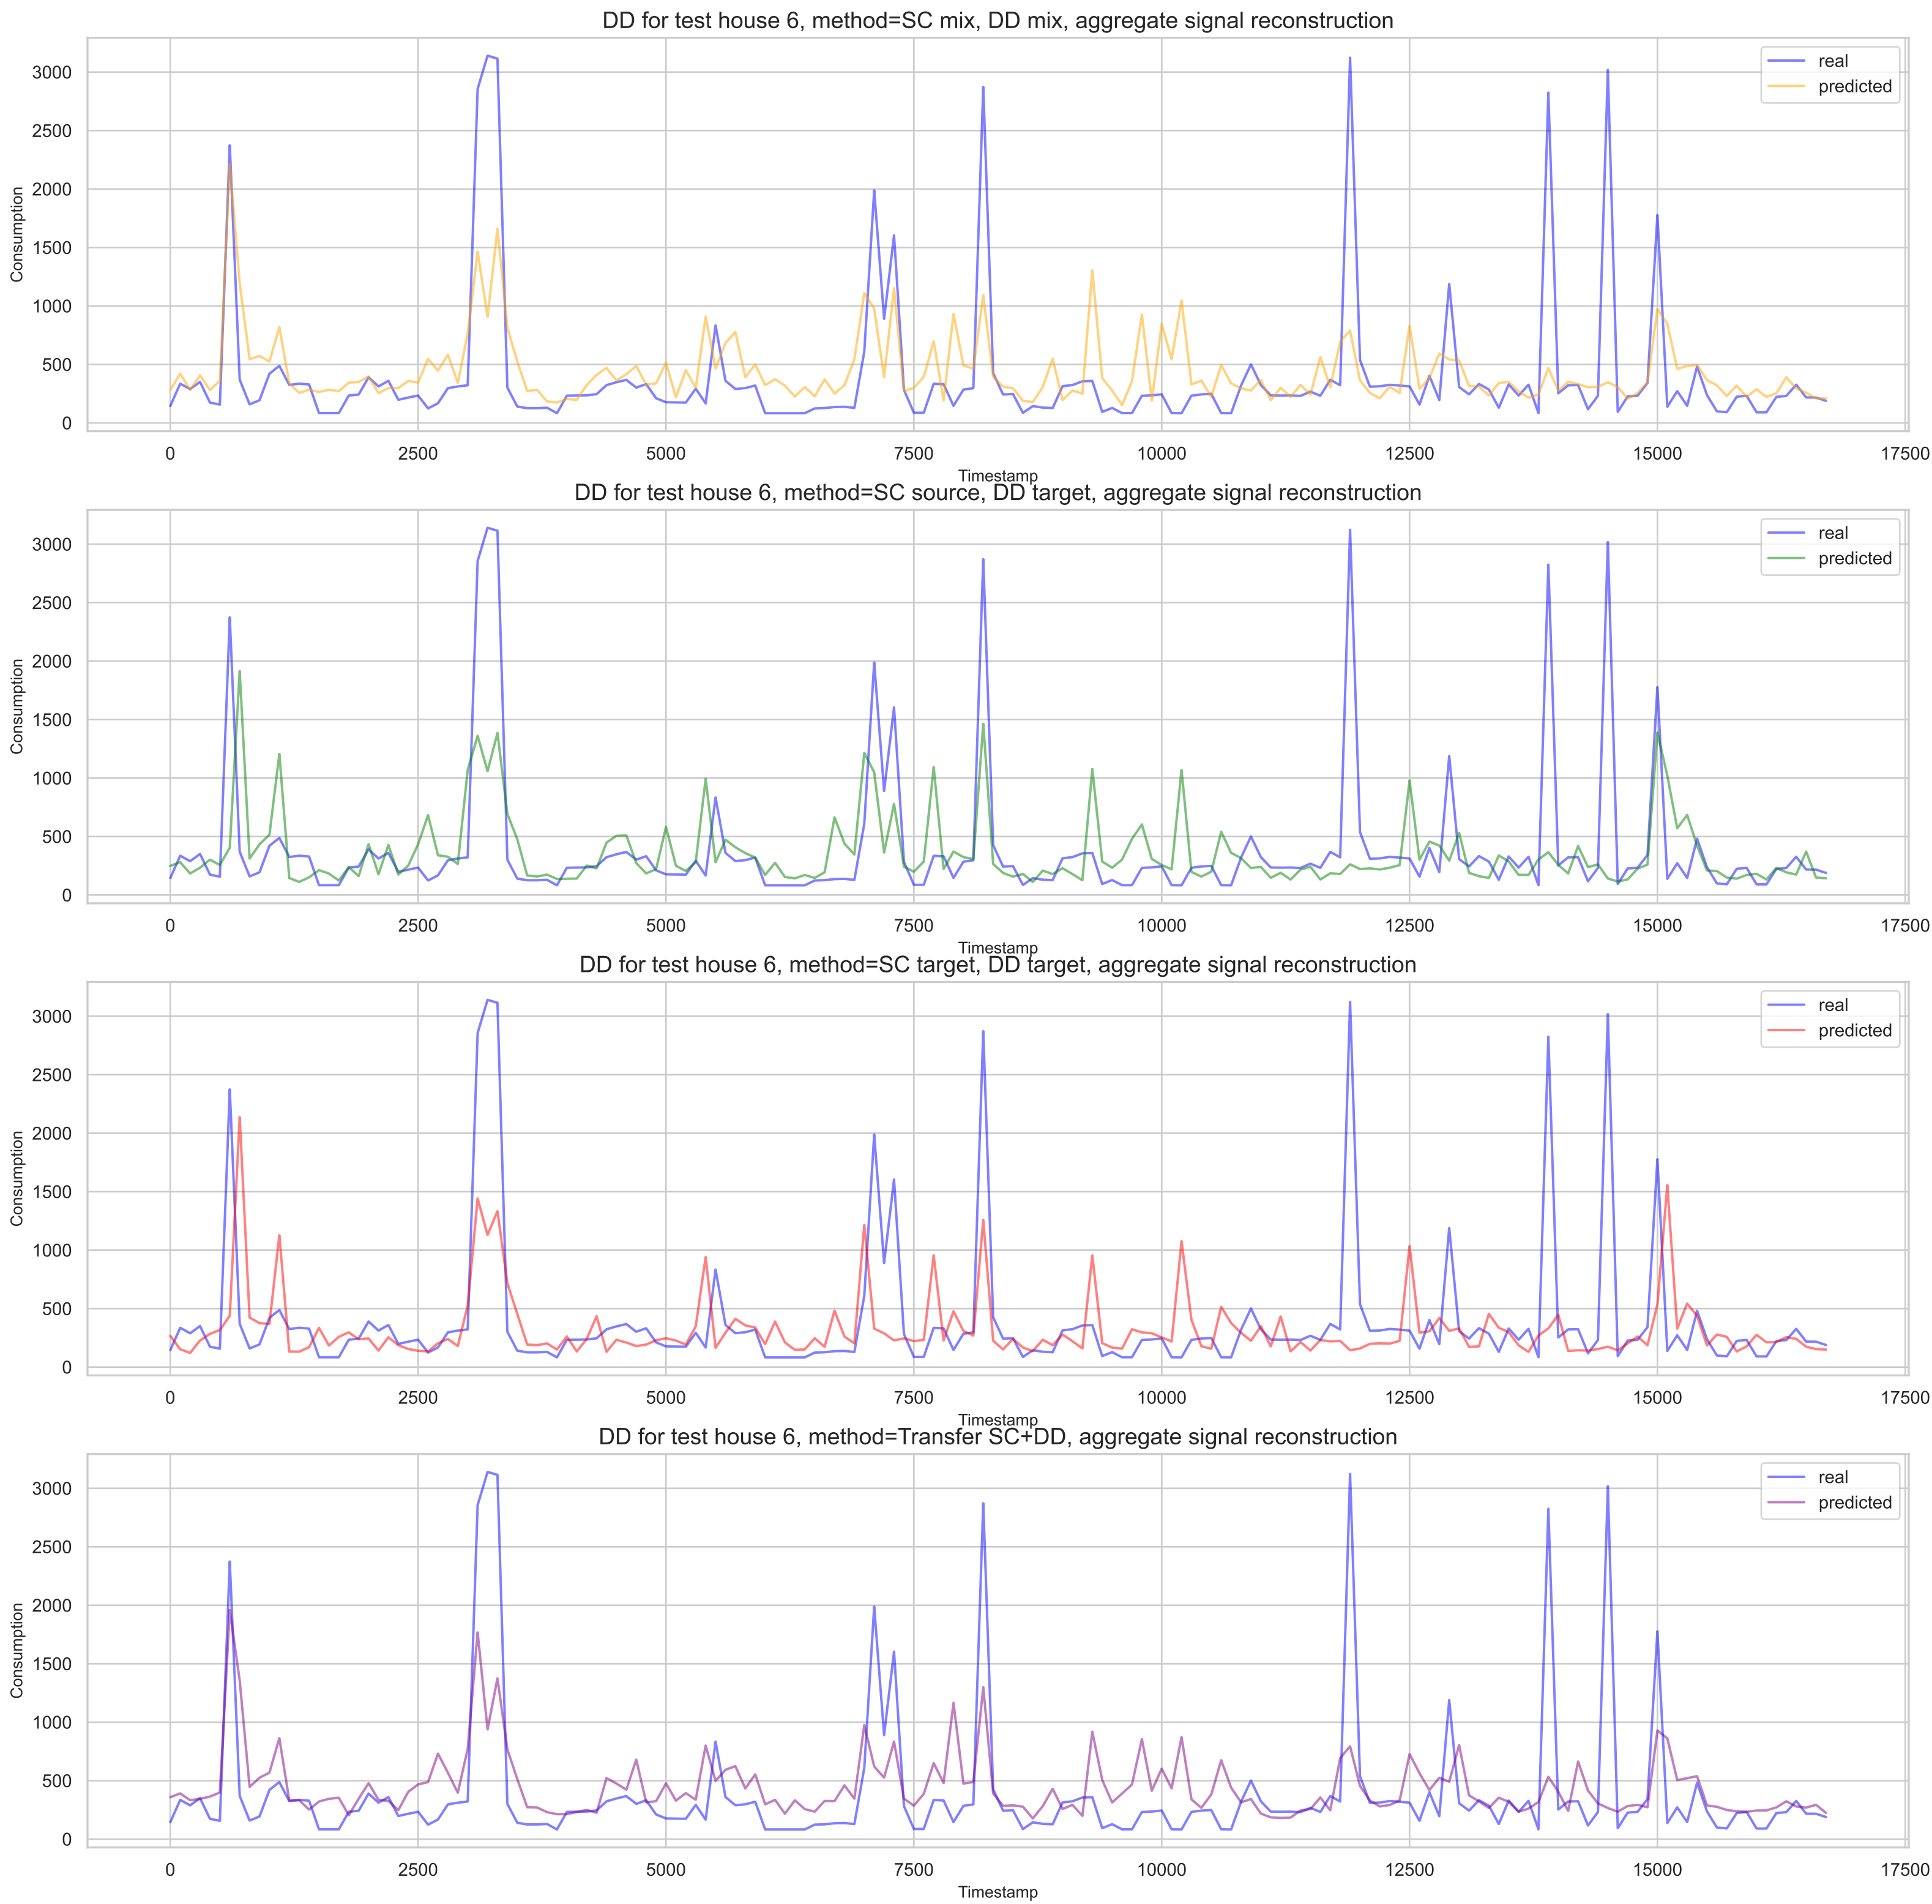 DD for test house 6, method=SC mix, DD mix, aggregate signal reconstruction
real
predicted
Consumption
3000
2500
2000
1500
1000
500
0
0 2500 5000 7500 10000 12500 15000 17500
Timestamp
DD for test house 6, method=SC source, DD target, aggregate signal reconstruction
real
predicted
Consumption
3000
2500
2000
1500
1000
500
0
0 2500 5000 7500 10000 12500 15000 17500
Timestamp
DD for test house 6, method=SC target, DD target, aggregate signal reconstruction
real
predicted
Consumption
3000
2500
2000
1500
1000
500
0
0 2500 5000 7500 10000 12500 15000 17500
Timestamp
DD for test house 6, method=Transfer SC+DD, aggregate signal reconstruction
real
predicted
Consumption
3000
2500
2000
1500
1000
500
0
0 2500 5000 7500 10000 12500 15000 17500
Timestamp